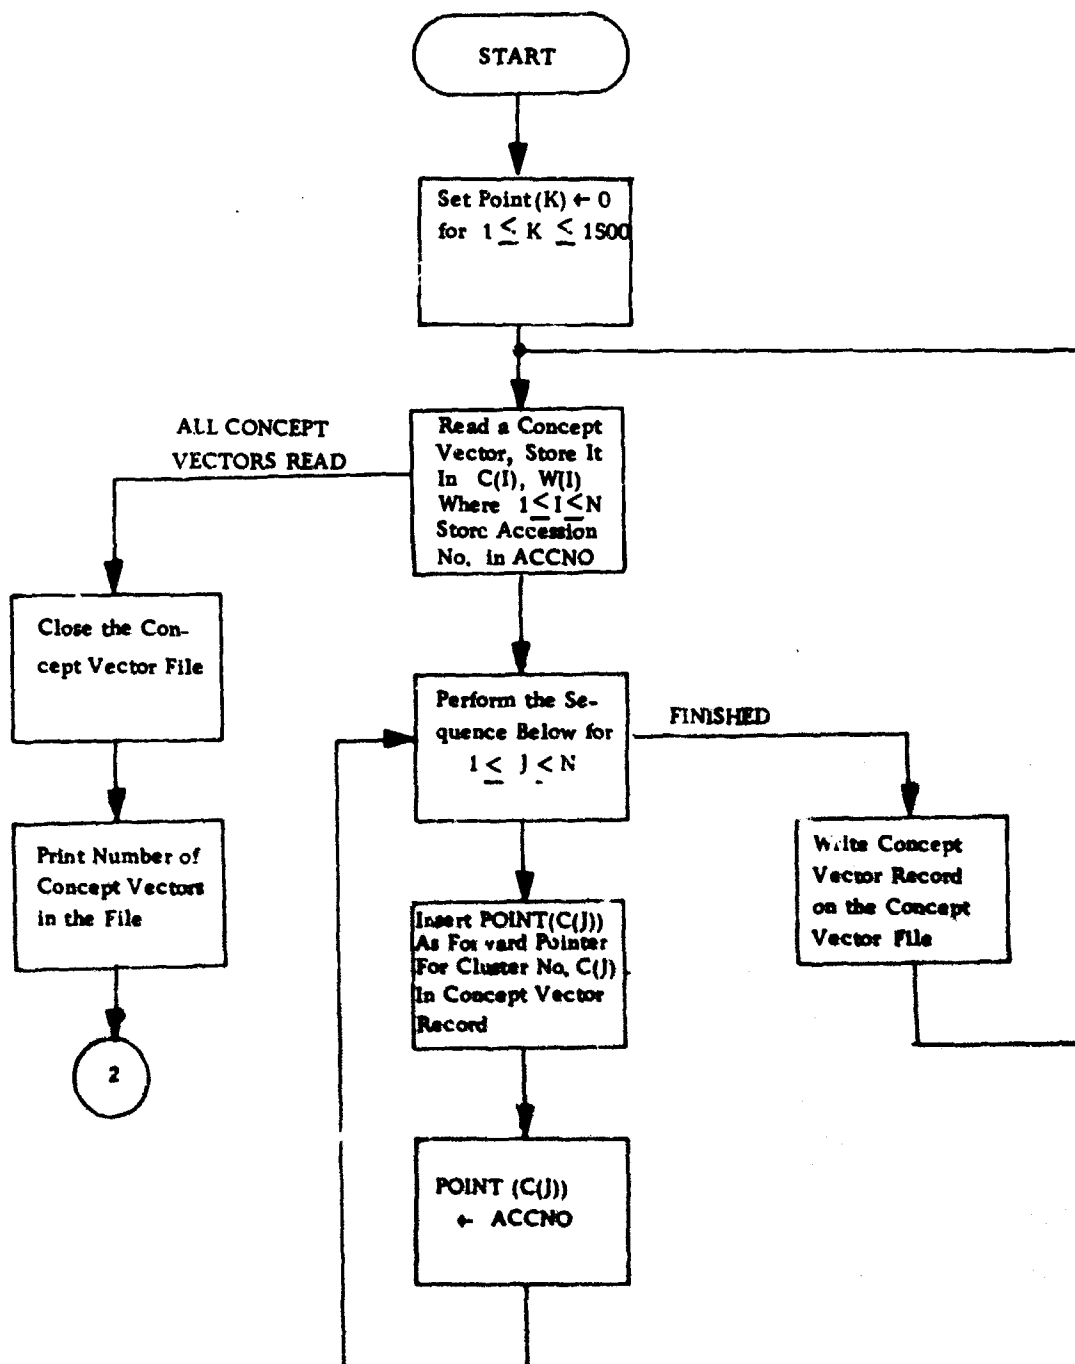 START
Set Point(K) ← 0
for 1 ≤ K ≤ 1500
ALL CONCEPT
VECTORS READ
Read a Concept
Vector, Store It
In C(I), W(I)
Where 1 ≤ I ≤ N
Store Accession
No. in ACCNO
Close the Con-
cept Vector File
Perform the Se-
quence Below for
1 ≤ J ≤ N
FINISHED
Print Number of
Concept Vectors
in the File
Write Concept
Vector Record
on the Concept
Vector File
Insert POINT(C(J))
As Forward Pointer
For Cluster No. C(J)
In Concept Vector
Record
2
POINT (C(J))
← ACCNO